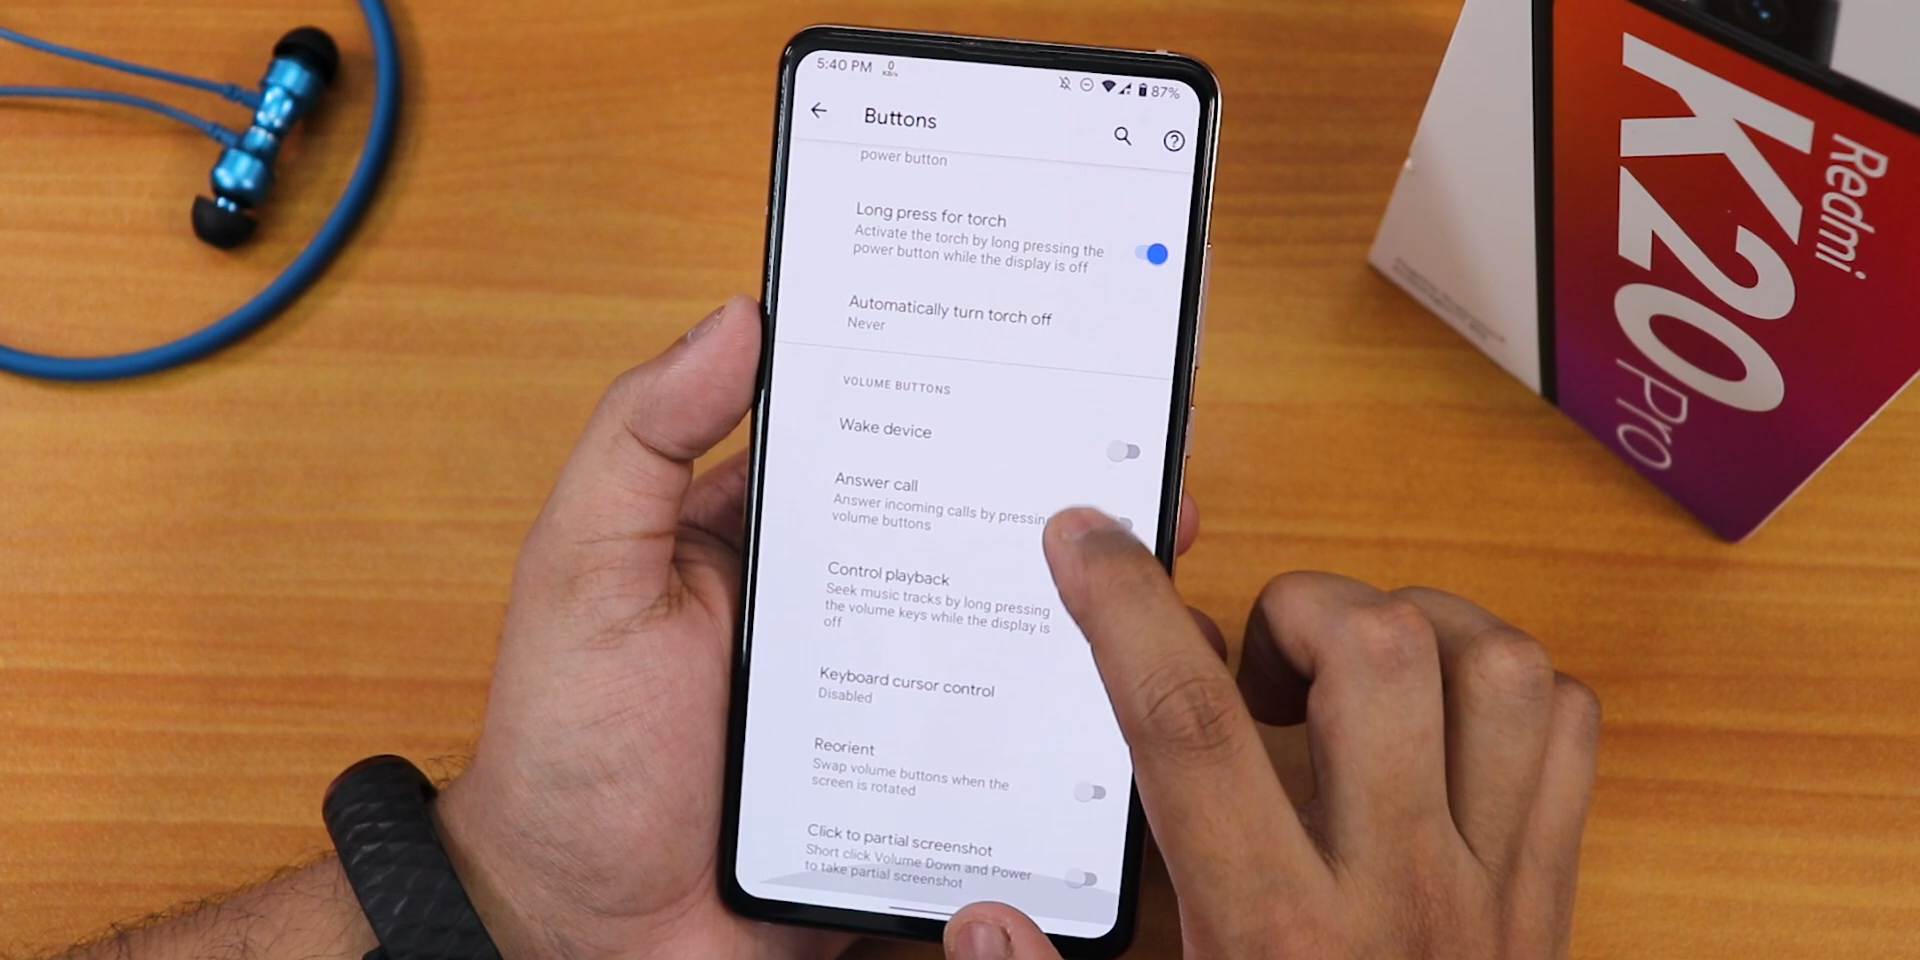 5:40 PM
0
KB/s
87%
Buttons
power button
Long press for torch
Activate the torch by long pressing the
power button while the display is off
Automatically turn torch off
Never
VOLUME BUTTONS
Wake device
Answer call
Answer incoming calls by pressing
volume buttons
Control playback
Seek music tracks by long pressing
the volume keys while the display is
off
Keyboard cursor control
Disabled
Reorient
Swap volume buttons when the
screen is rotated
Click to partial screenshot
Short click Volume Down and Power
to take partial screenshot
Redmi
K20
Pro